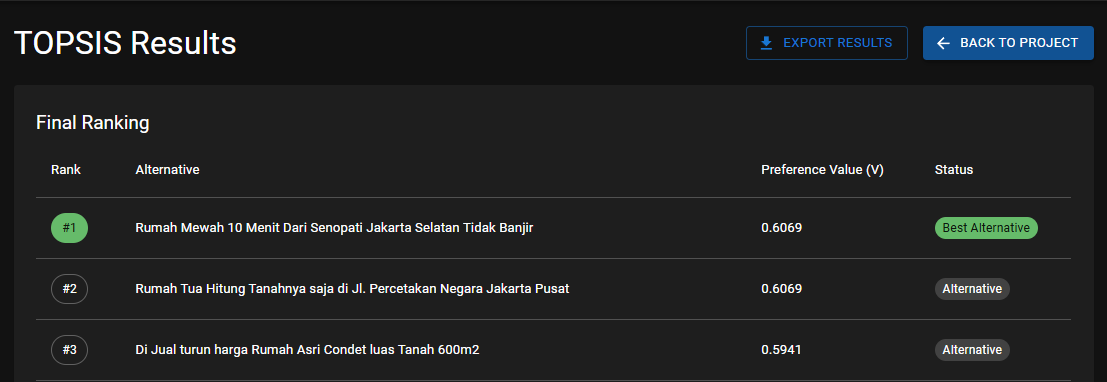 TOPSIS Results
EXPORT RESULTS
BACK TO PROJECT
Final Ranking
Rank Alternative Preference Value (V) Status
#1 Rumah Mewah 10 Menit Dari Senopati Jakarta Selatan Tidak Banjir 0.6069 Best Alternative
#2 Rumah Tua Hitung Tanahnya saja di Jl. Percetakan Negara Jakarta Pusat 0.6069 Alternative
#3 Di Jual turun harga Rumah Asri Condet luas Tanah 600m2 0.5941 Alternative